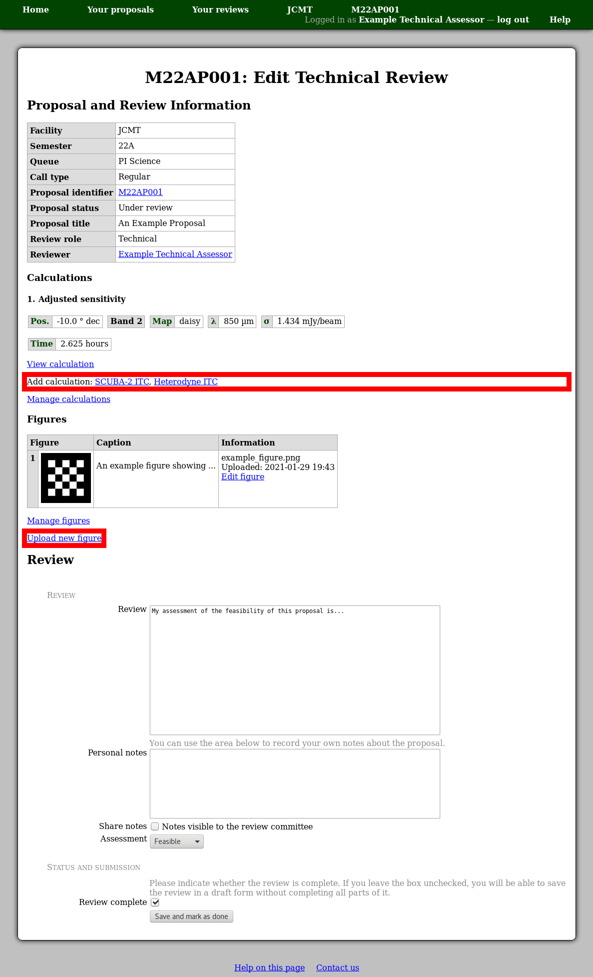 Home Your proposals Your reviews JCMT M22AP001
Logged in as Example Technical Assessor — log out Help
M22AP001: Edit Technical Review
Proposal and Review Information
Facility JCMT
Semester 22A
Queue PI Science
Call type Regular
Proposal identifier M22AP001
Proposal status Under review
Proposal title An Example Proposal
Review role Technical
Reviewer Example Technical Assessor
Calculations
1. Adjusted sensitivity
Pos. -10.0 ° dec Band 2 Map daisy λ 850 µm σ 1.434 mJy/beam
Time 2.625 hours
View calculation
Add calculation: SCUBA-2 ITC, Heterodyne ITC
Manage calculations
Figures
Figure Caption Information
1 An example figure showing ... example_figure.png
Uploaded: 2021-01-29 19:43
Edit figure
Manage figures
Upload new figure
Review
Review
Review My assessment of the feasibility of this proposal is...
You can use the area below to record your own notes about the proposal.
Personal notes
Share notes Notes visible to the review committee
Assessment Feasible
Status and submission
Please indicate whether the review is complete. If you leave the box unchecked, you will be able to save
the review in a draft form without completing all parts of it.
Review complete
Save and mark as done
Help on this page Contact us